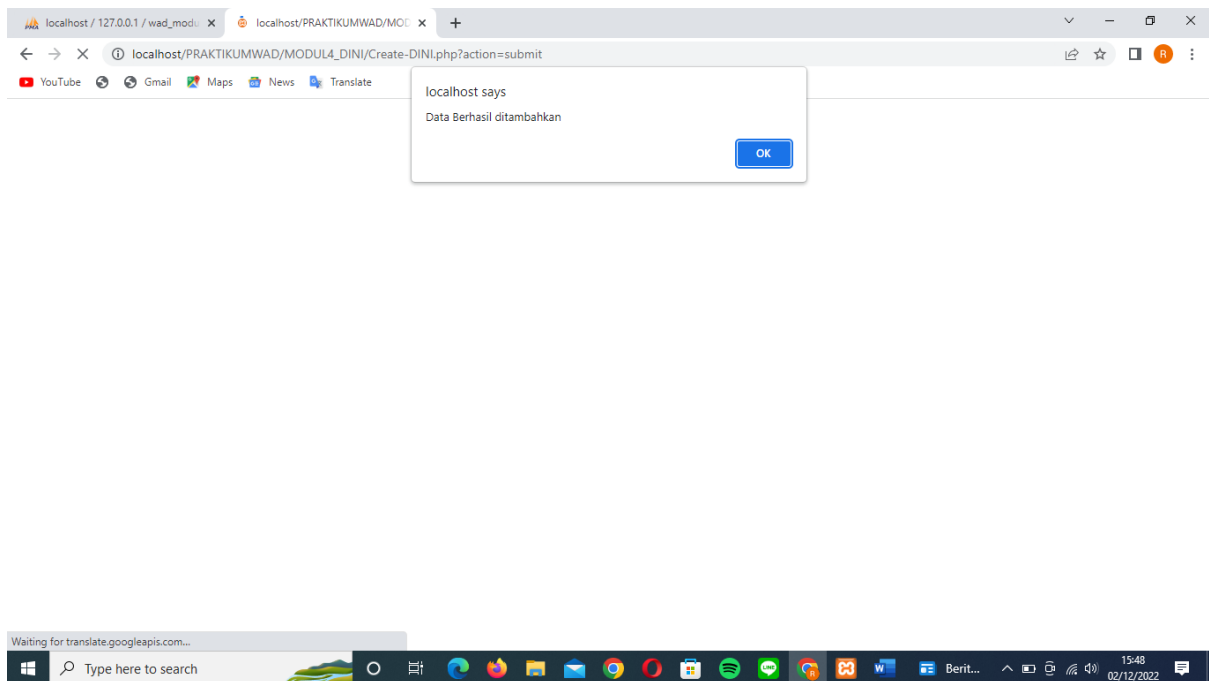 localhost / 127.0.0.1 / wad_modu
localhost/PRAKTIKUMWAD/MOD
localhost/PRAKTIKUMWAD/MODUL4_DINI/Create-DINI.php?action=submit
R
YouTube Gmail Maps News Translate
localhost says
Data Berhasil ditambahkan
OK
Waiting for translate.googleapis.com...
Type here to search
LINE
R
W
Berit...
15:48
02/12/2022